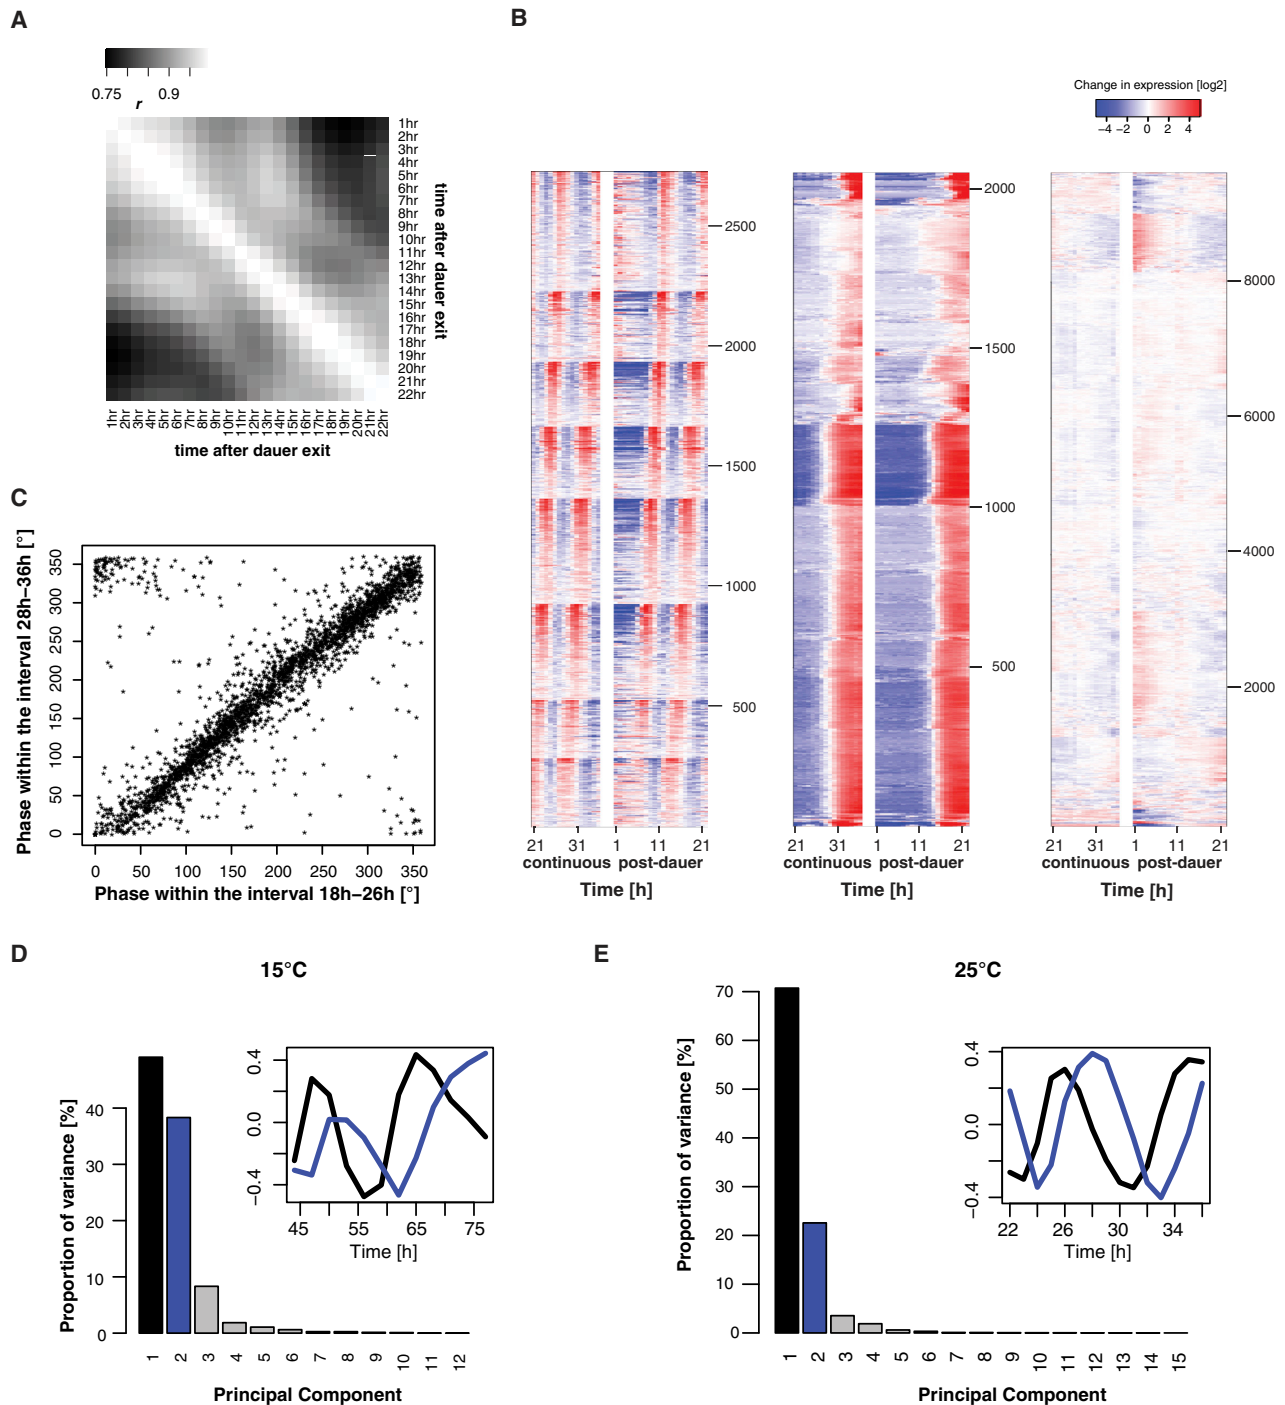 A
0.75
0.9
r
1hr
2hr
3hr
4hr
5hr
6hr
7hr
8hr
9hr
10hr
11hr
12hr
13hr
14hr
15hr
16hr
17hr
18hr
19hr
20hr
21hr
22hr
time after dauer exit
1hr 2hr 3hr 4hr 5hr 6hr 7hr 8hr 9hr 10hr 11hr 12hr 13hr 14hr 15hr 16hr 17hr 18hr 19hr 20hr 21hr 22hr
time after dauer exit
B
Change in expression [log2]
−4 −2 0 2 4
2500
2000
1500
1000
500
21 31 1 11 21
continuous post-dauer
Time [h]
2000
1500
1000
500
21 31 1 11 21
continuous post-dauer
Time [h]
8000
6000
4000
2000
21 31 1 11 21
continuous post-dauer
Time [h]
C
Phase within the interval 28h−36h [°]
350
300
250
200
150
100
50
0
0 50 100 150 200 250 300 350
Phase within the interval 18h−26h [°]
D
15°C
Proportion of variance [%]
40
30
20
10
0
1 2 3 4 5 6 7 8 9 10 11 12
Principal Component
0.4
0.0
−0.4
45 55 65 75
Time [h]
E
25°C
Proportion of variance [%]
70
60
50
40
30
20
10
0
1 2 3 4 5 6 7 8 9 10 11 12 13 14 15
Principal Component
0.4
0.0
−0.4
22 26 30 34
Time [h]